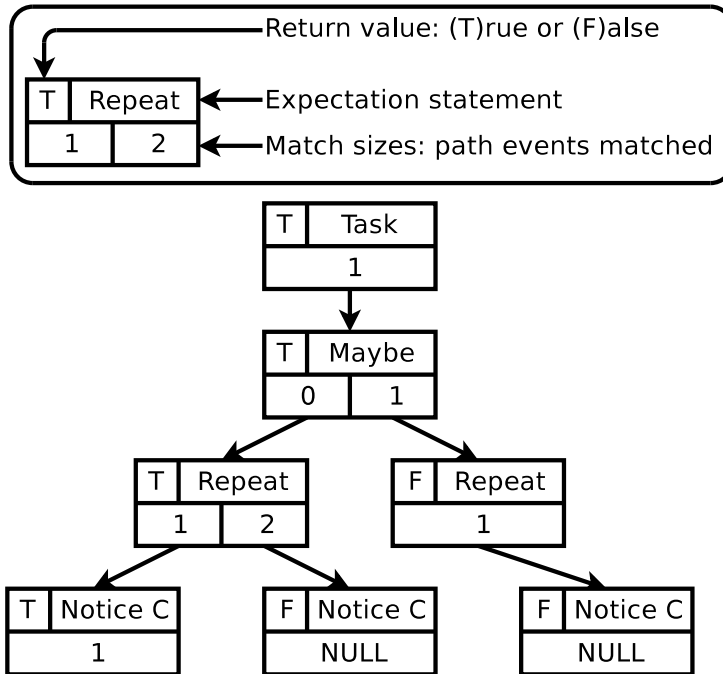 Return value: (T)rue or (F)alse
T Repeat
Expectation statement
1 2
Match sizes: path events matched
T Task
1
T Maybe
0 1
T Repeat F Repeat
1 2 1
T Notice C F Notice C F Notice C
1 NULL NULL